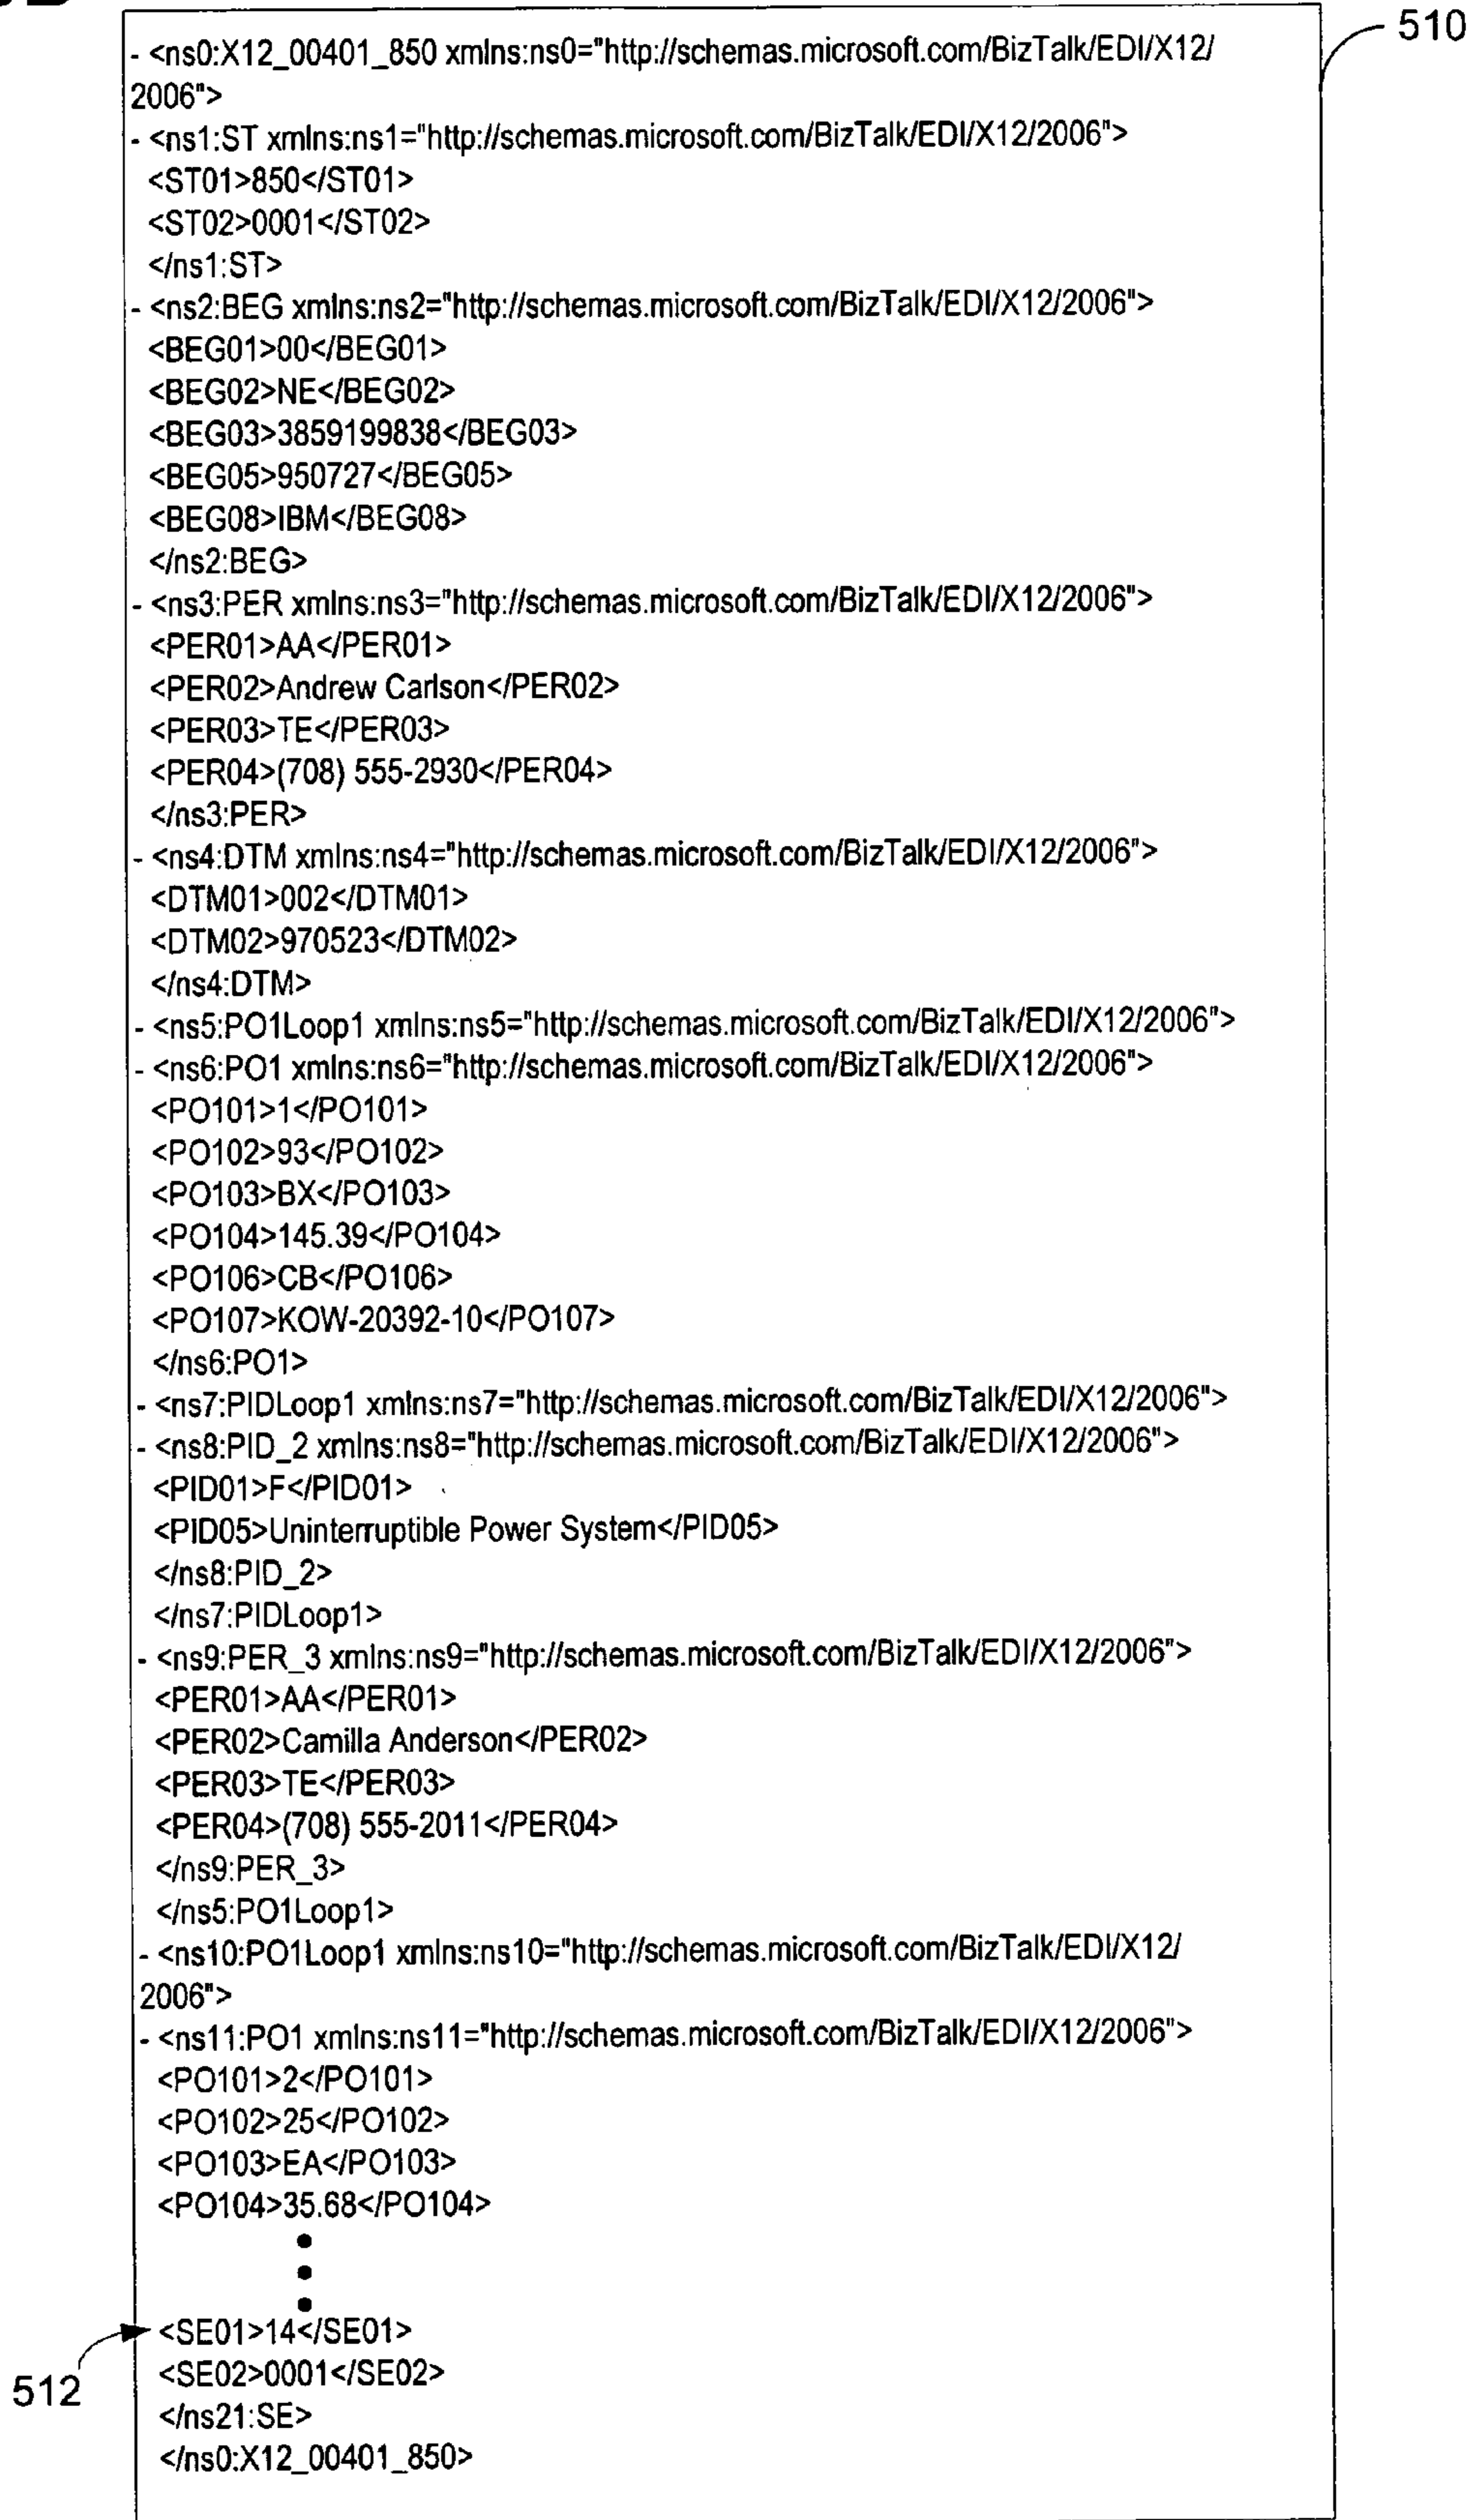 510
- <ns0:X12_00401_850 xmlns:ns0="http://schemas.microsoft.com/BizTalk/EDI/X12/
2006">
- <ns1:ST xmlns:ns1="http://schemas.microsoft.com/BizTalk/EDI/X12/2006">
<ST01>850</ST01>
<ST02>0001</ST02>
</ns1:ST>
- <ns2:BEG xmlns:ns2="http://schemas.microsoft.com/BizTalk/EDI/X12/2006">
<BEG01>00</BEG01>
<BEG02>NE</BEG02>
<BEG03>3859199838</BEG03>
<BEG05>950727</BEG05>
<BEG08>IBM</BEG08>
</ns2:BEG>
- <ns3:PER xmlns:ns3="http://schemas.microsoft.com/BizTalk/EDI/X12/2006">
<PER01>AA</PER01>
<PER02>Andrew Carlson</PER02>
<PER03>TE</PER03>
<PER04>(708) 555-2930</PER04>
</ns3:PER>
- <ns4:DTM xmlns:ns4="http://schemas.microsoft.com/BizTalk/EDI/X12/2006">
<DTM01>002</DTM01>
<DTM02>970523</DTM02>
</ns4:DTM>
- <ns5:PO1Loop1 xmlns:ns5="http://schemas.microsoft.com/BizTalk/EDI/X12/2006">
- <ns6:PO1 xmlns:ns6="http://schemas.microsoft.com/BizTalk/EDI/X12/2006">
<PO101>1</PO101>
<PO102>93</PO102>
<PO103>BX</PO103>
<PO104>145.39</PO104>
<PO106>CB</PO106>
<PO107>KOW-20392-10</PO107>
</ns6:PO1>
- <ns7:PIDLoop1 xmlns:ns7="http://schemas.microsoft.com/BizTalk/EDI/X12/2006">
- <ns8:PID_2 xmlns:ns8="http://schemas.microsoft.com/BizTalk/EDI/X12/2006">
<PID01>F</PID01>
<PID05>Uninterruptible Power System</PID05>
</ns8:PID_2>
</ns7:PIDLoop1>
- <ns9:PER_3 xmlns:ns9="http://schemas.microsoft.com/BizTalk/EDI/X12/2006">
<PER01>AA</PER01>
<PER02>Camilla Anderson</PER02>
<PER03>TE</PER03>
<PER04>(708) 555-2011</PER04>
</ns9:PER_3>
</ns5:PO1Loop1>
- <ns10:PO1Loop1 xmlns:ns10="http://schemas.microsoft.com/BizTalk/EDI/X12/
2006">
- <ns11:PO1 xmlns:ns11="http://schemas.microsoft.com/BizTalk/EDI/X12/2006">
<PO101>2</PO101>
<PO102>25</PO102>
<PO103>EA</PO103>
<PO104>35.68</PO104>
<SE01>14</SE01>
512
<SE02>0001</SE02>
</ns21:SE>
</ns0:X12_00401_850>